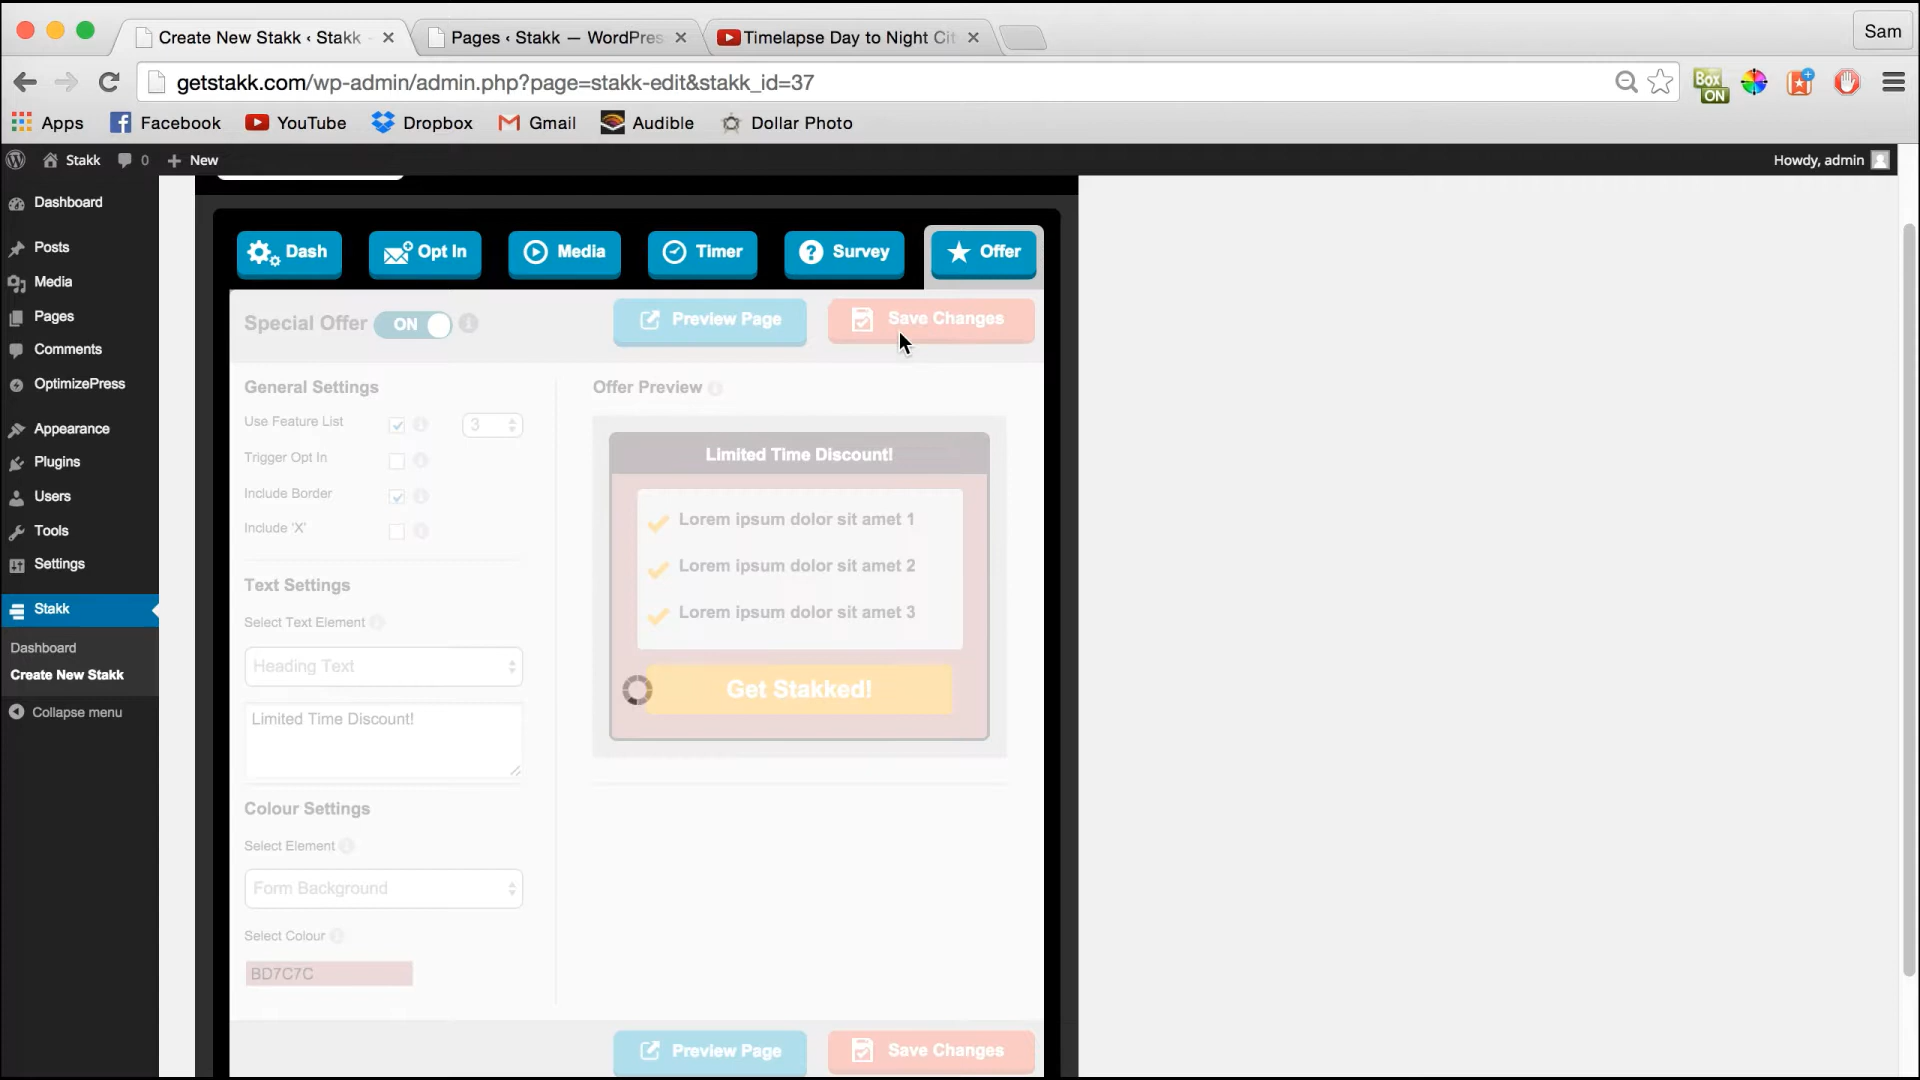 Create New Stakk ‹ Stakk
Pages ‹ Stakk — WordPres
Timelapse Day to Night Cit
Sam
getstakk.com/wp-admin/admin.php?page=stakk-edit&stakk_id=37
Box
ON
Apps
Facebook
YouTube
Dropbox
Gmail
Audible
Dollar Photo
Stakk
0
New
Howdy, admin
Dashboard
Posts
Media
Pages
Comments
OptimizePress
Appearance
Plugins
Users
Tools
Settings
Stakk
Dashboard
Create New Stakk
Collapse menu
Dash
Opt In
Media
Timer
Survey
Offer
Special Offer
ON
Preview Page
Save Changes
General Settings
Use Feature List
3
Trigger Opt In
Include Border
Include 'X'
Text Settings
Select Text Element
Heading Text
Limited Time Discount!
Colour Settings
Select Element
Form Background
Select Colour
BD7C7C
Offer Preview
Limited Time Discount!
Lorem ipsum dolor sit amet 1
Lorem ipsum dolor sit amet 2
Lorem ipsum dolor sit amet 3
Get Stakked!
Preview Page
Save Changes